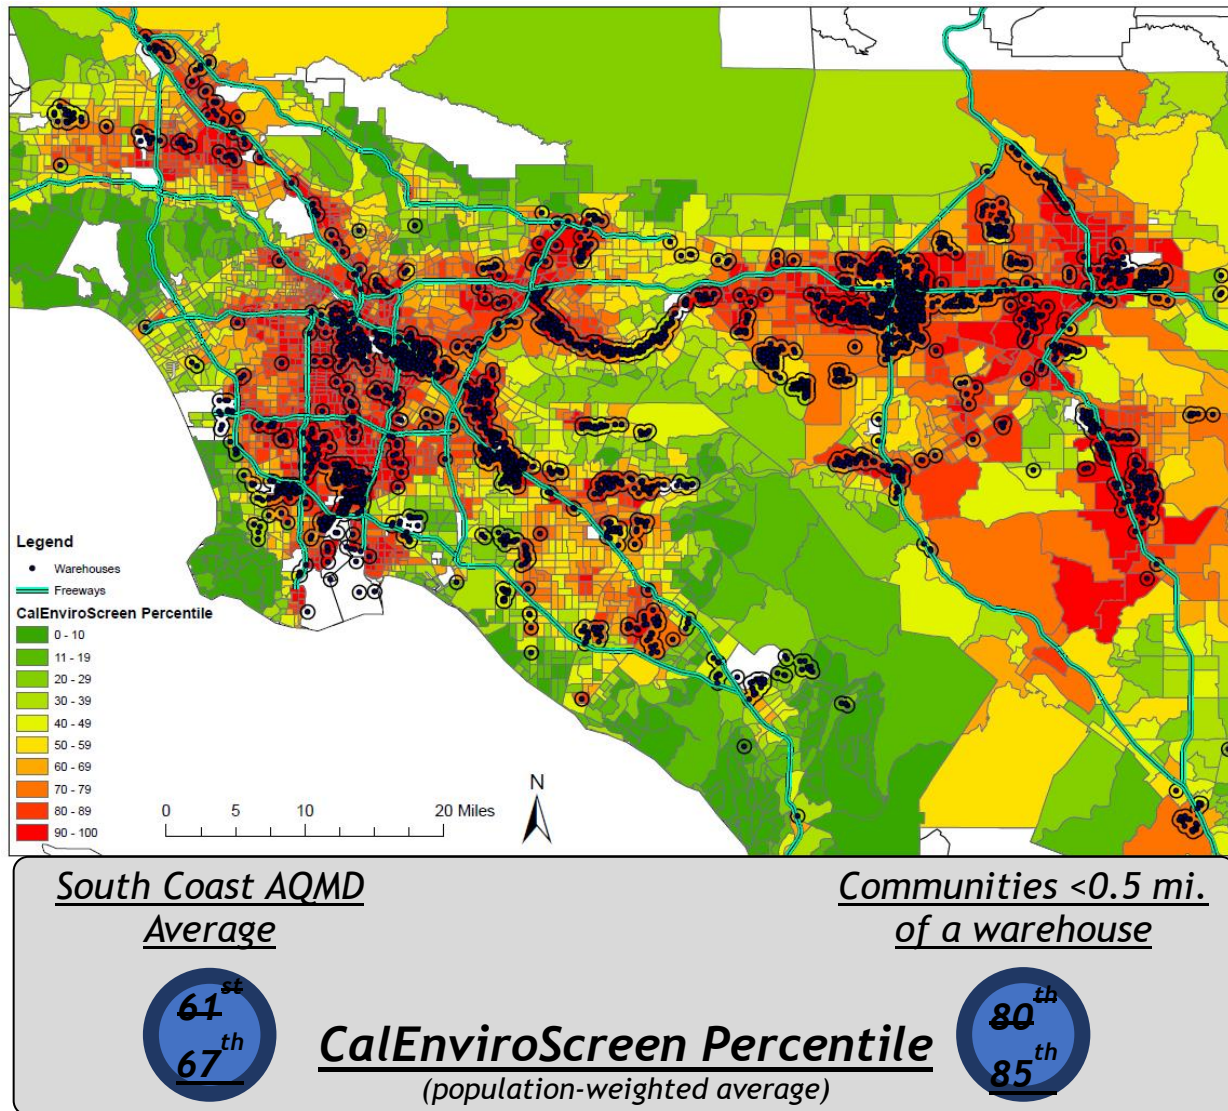 Legend
Warehouses
Freeways
CalEnviroScreen Percentile
0 - 10
11 - 19
20 - 29
30 - 39
40 - 49
50 - 59
60 - 69
70 - 79
80 - 89
90 - 100
0 5 10 20 Miles
N
South Coast AQMD
Average
61st
67th
Communities <0.5 mi.
of a warehouse
80th
85th
CalEnviroScreen Percentile
(population-weighted average)